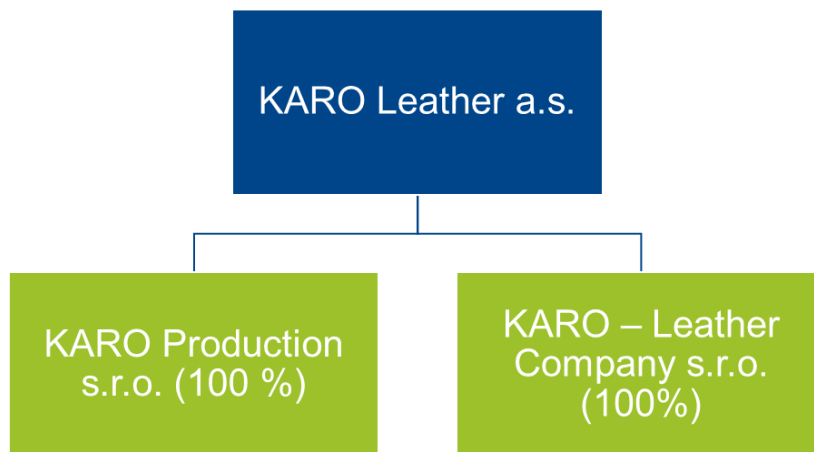 KARO Leather a.s.
KARO Production
s.r.o. (100 %)
KARO – Leather
Company s.r.o.
(100%)